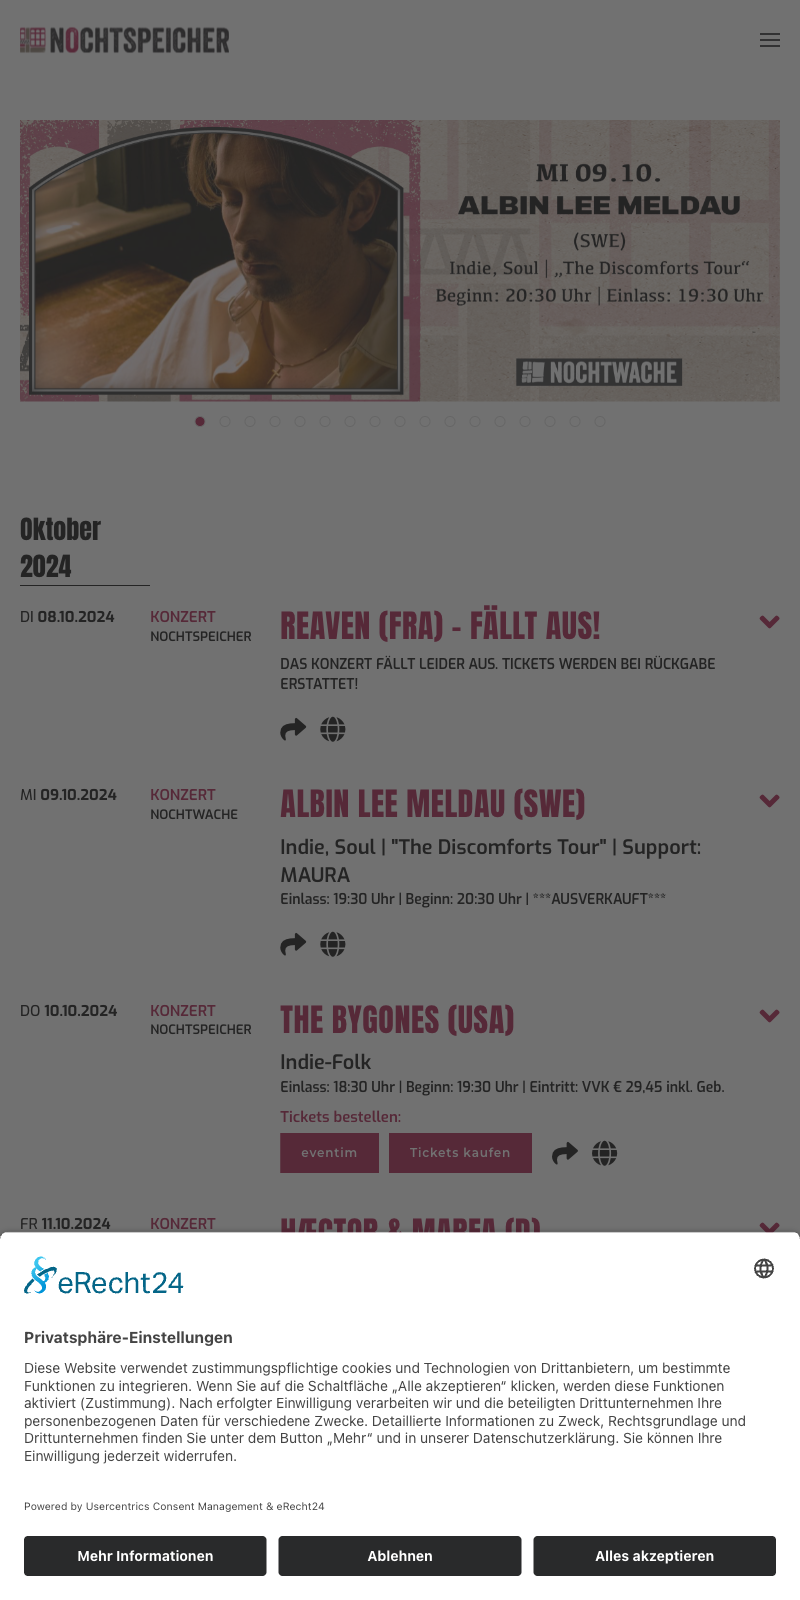 NOCHTSPEICHER
MI 09.10.
ALBIN LEE MELDAU
(SWE)
Indie, Soul | „The Discomforts Tour“
Beginn: 20:30 Uhr | Einlass: 19:30 Uhr
NOCHTWACHE
Oktober
2024
DI 08.10.2024
KONZERT
NOCHTSPEICHER
REAVEN (FRA) - FÄLLT AUS!
DAS KONZERT FÄLLT LEIDER AUS. TICKETS WERDEN BEI RÜCKGABE
ERSTATTET!
MI 09.10.2024
KONZERT
NOCHTWACHE
ALBIN LEE MELDAU (SWE)
Indie, Soul | "The Discomforts Tour" | Support:
MAURA
Einlass: 19:30 Uhr | Beginn: 20:30 Uhr | ***AUSVERKAUFT***
DO 10.10.2024
KONZERT
NOCHTSPEICHER
THE BYGONES (USA)
Indie-Folk
Einlass: 18:30 Uhr | Beginn: 19:30 Uhr | Eintritt: VVK € 29,45 inkl. Geb.
Tickets bestellen:
eventim
Tickets kaufen
FR 11.10.2024
KONZERT
HÆCTOR & MAREA (D)
eRecht24
Privatsphäre-Einstellungen
Diese Website verwendet zustimmungspflichtige cookies und Technologien von Drittanbietern, um bestimmte
Funktionen zu integrieren. Wenn Sie auf die Schaltfläche „Alle akzeptieren“ klicken, werden diese Funktionen
aktiviert (Zustimmung). Nach erfolgter Einwilligung verarbeiten wir und die beteiligten Drittunternehmen Ihre
personenbezogenen Daten für verschiedene Zwecke. Detaillierte Informationen zu Zweck, Rechtsgrundlage und
Drittunternehmen finden Sie unter dem Button „Mehr“ und in unserer Datenschutzerklärung. Sie können Ihre
Einwilligung jederzeit widerrufen.
Powered by Usercentrics Consent Management & eRecht24
Mehr Informationen
Ablehnen
Alles akzeptieren